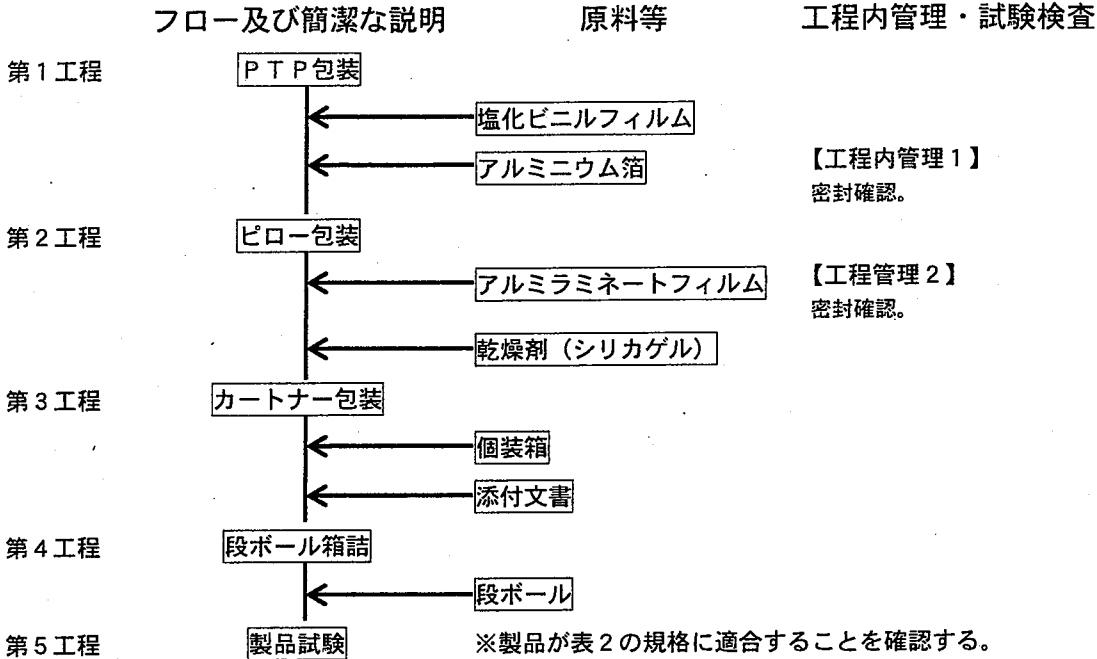 フロー及び簡潔な説明 原料等 工程内管理・試験検査
第1工程 PTP包装
塩化ビニルフィルム
アルミニウム箔 【工程内管理1】
密封確認。
第2工程 ピロー包装
アルミラミネートフィルム 【工程管理2】
密封確認。
乾燥剤（シリカゲル）
第3工程 カートナー包装
個装箱
添付文書
第4工程 段ボール箱詰
段ボール
第5工程 製品試験 ※製品が表2の規格に適合することを確認する。